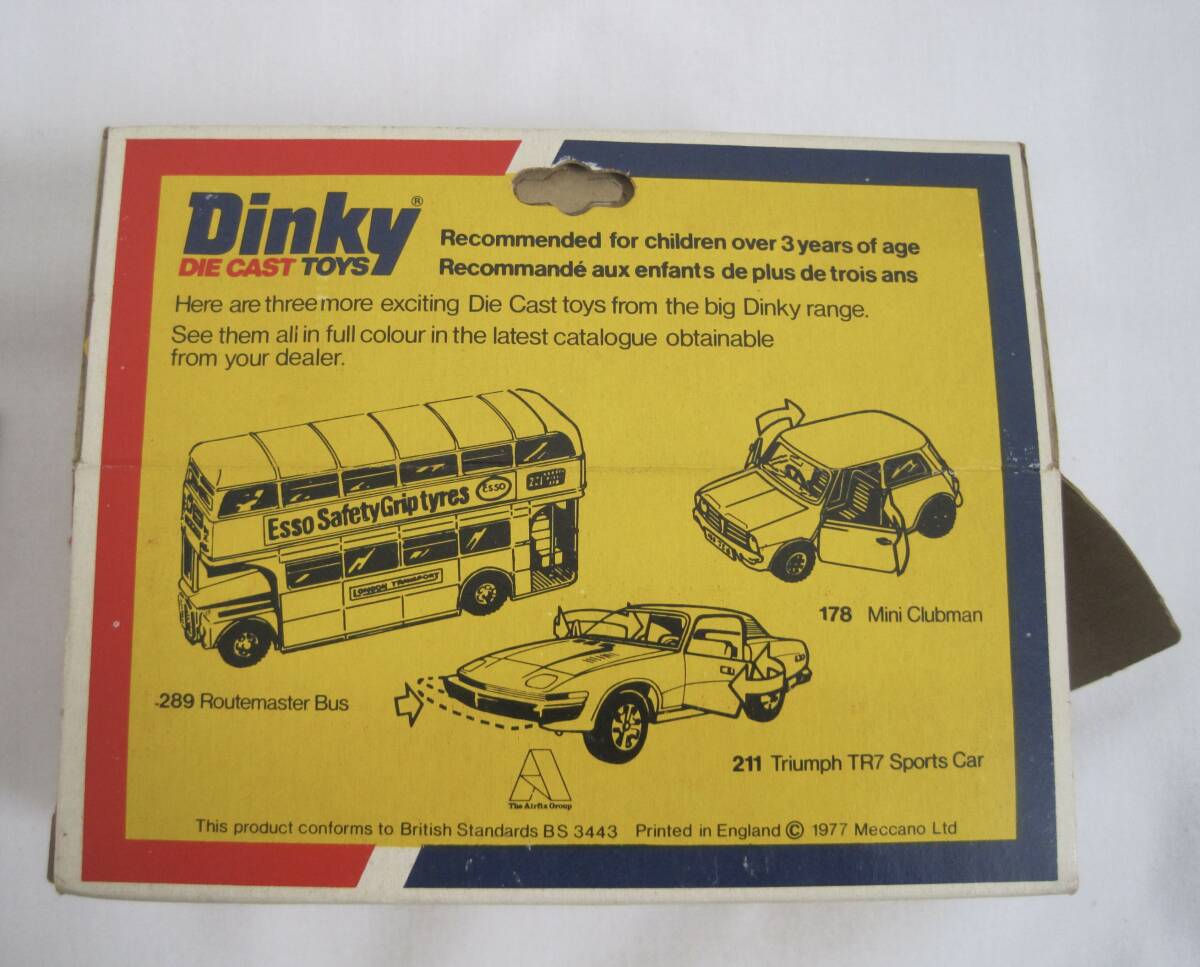 Dinky®
DIE CAST TOYS
Recommended for children over 3 years of age
Recommandé aux enfants de plus de trois ans
Here are three more exciting Die Cast toys from the big Dinky range.
See them all in full colour in the latest catalogue obtainable
from your dealer.
Esso Safety Grip tyres
Esso
LONDON TRANSPORT
178 Mini Clubman
289 Routemaster Bus
211 Triumph TR7 Sports Car
The Airfix Group
This product conforms to British Standards BS 3443 Printed in England © 1977 Meccano Ltd